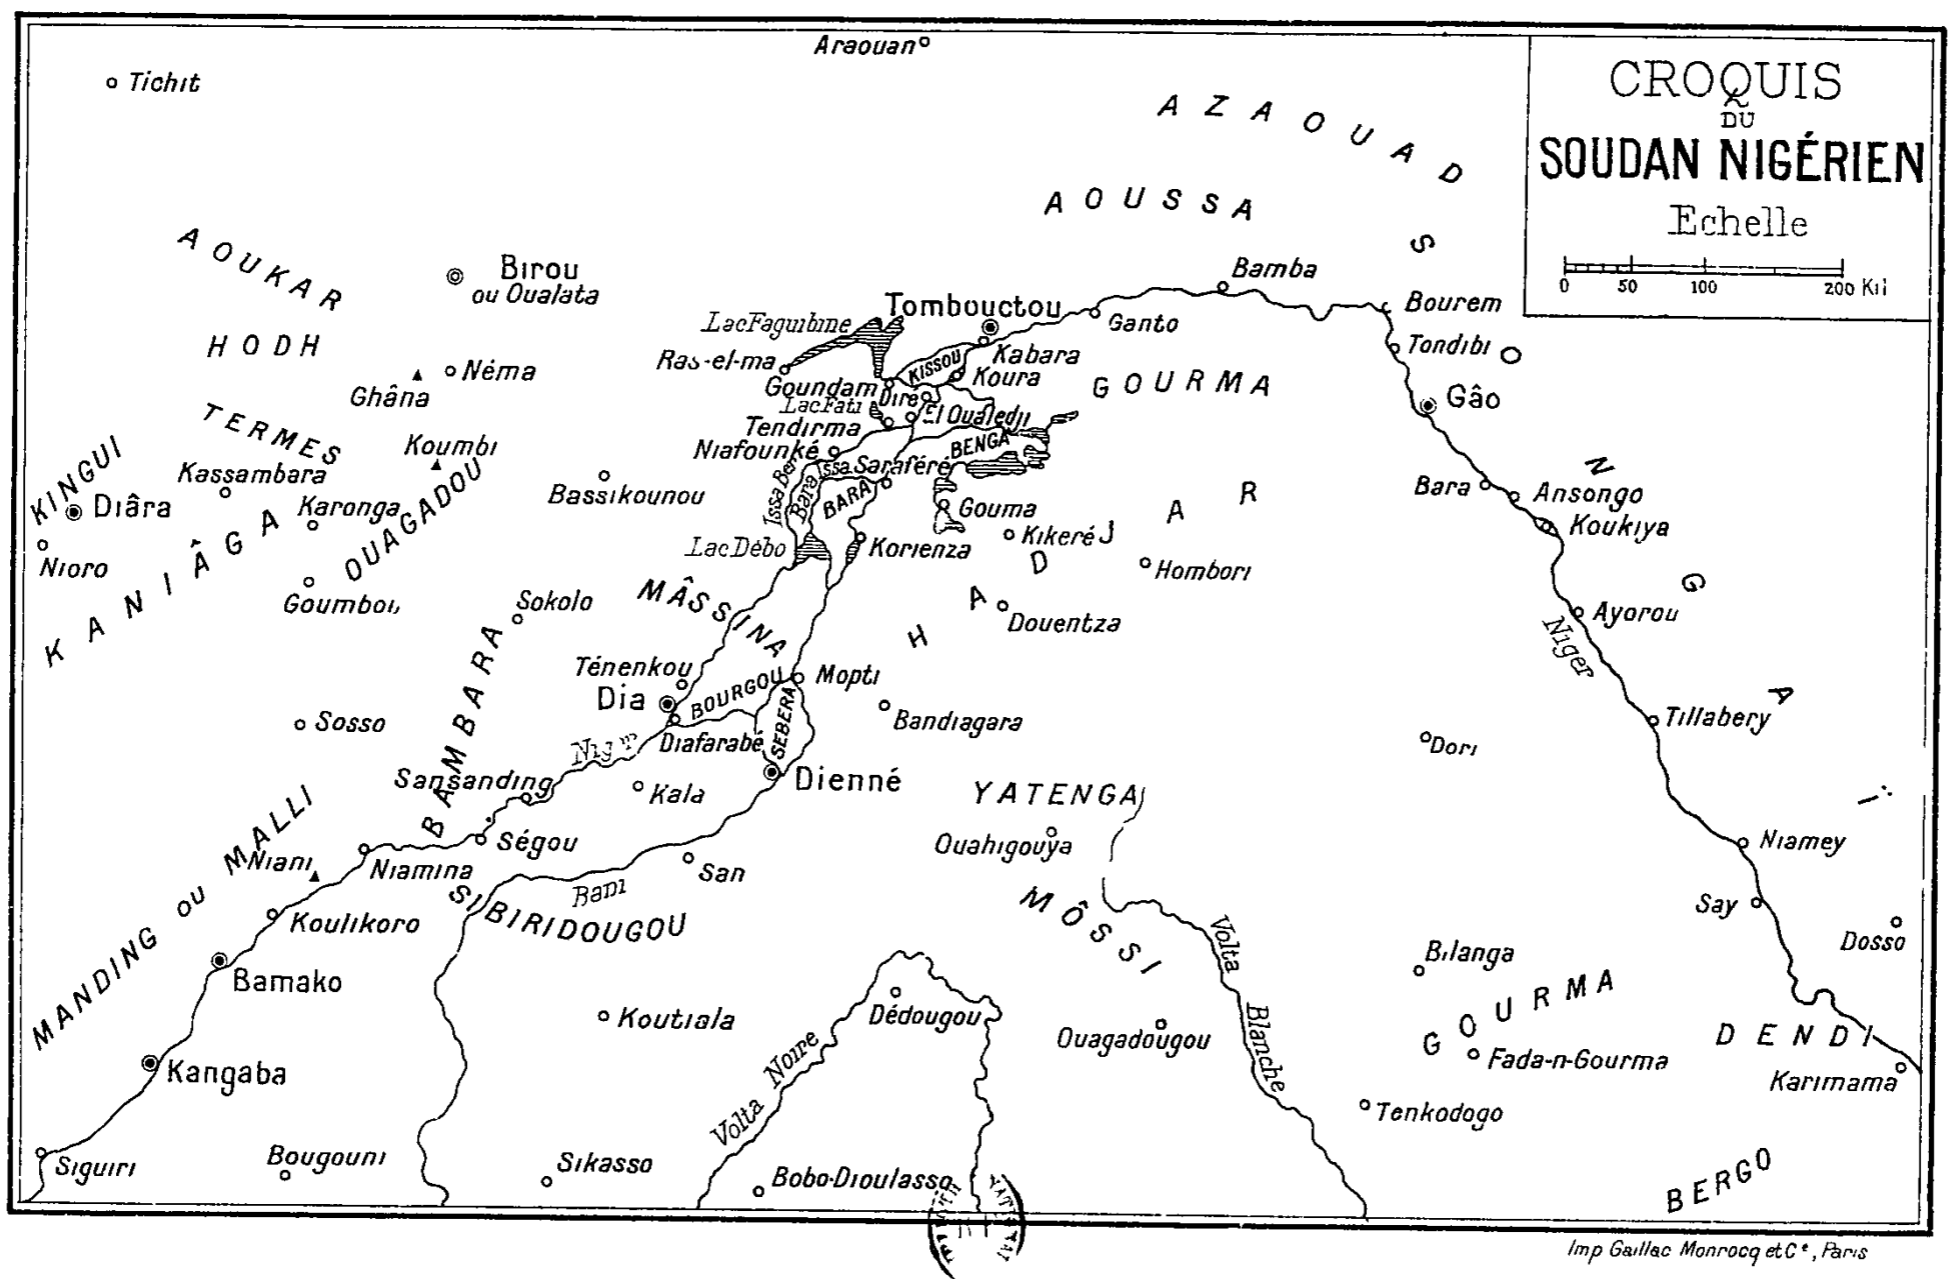 Araouan
CROQUIS
DU
SOUDAN NIGÉRIEN
Echelle
0 50 100 200 Kil
Tichit
AZAOUAD
AOUSSA
AOUKAR
Birou
ou Oualata
Bamba
Tombouctou
Bourem
Lac Faguibine
Ganto
HODH
Ras-el-ma
KISSOU
Kabara
Tondibi
Néma
Ghâna
Goundam
Koura
GOURMA
Diré
Gâo
Lac Fati
El Oualedji
TERMES
Tendirma
Koumbi
Niafounké
BENGA
KINGUI
Kassambara
Issa Ber
Bara Issa
Saraféré
Bassikounou
BARA
Bara
Ansongo
Diâra
Karonga
OUAGADOU
Gouma
Koukiya
KANIÂGA
Lac Débo
Korienza
Kikeré
Nioro
Hombori
HADJAR
SONGAÏ
Goumbou
Sokolo
MÂSSINA
Douentza
Ayorou
Niger
Ténenkou
Mopti
Dia
BOURGOU
Bandiagara
Tillabery
Sosso
BAMBARA
Diafarabé
SEBERA
Dori
Sansanding
Kala
Dienné
YATENGA
MANDING ou MALLI
Ségou
Ouahigouya
Niamey
Niani
Niamina
San
SIBIRIDOUGOU
Bani
MÔSSI
Say
Koulikoro
Volta Blanche
Dosso
Bamako
Bilanga
Koutiala
Dédougou
Ouagadougou
GOURMA
DENDI
Volta Noire
Kangaba
Fada-n-Gourma
Karimama
Tenkodogo
Siguiri
Bougouni
Sikasso
Bobo-Dioulasso
BERGO
Imp Gaillac Monrocq et Cie, Paris